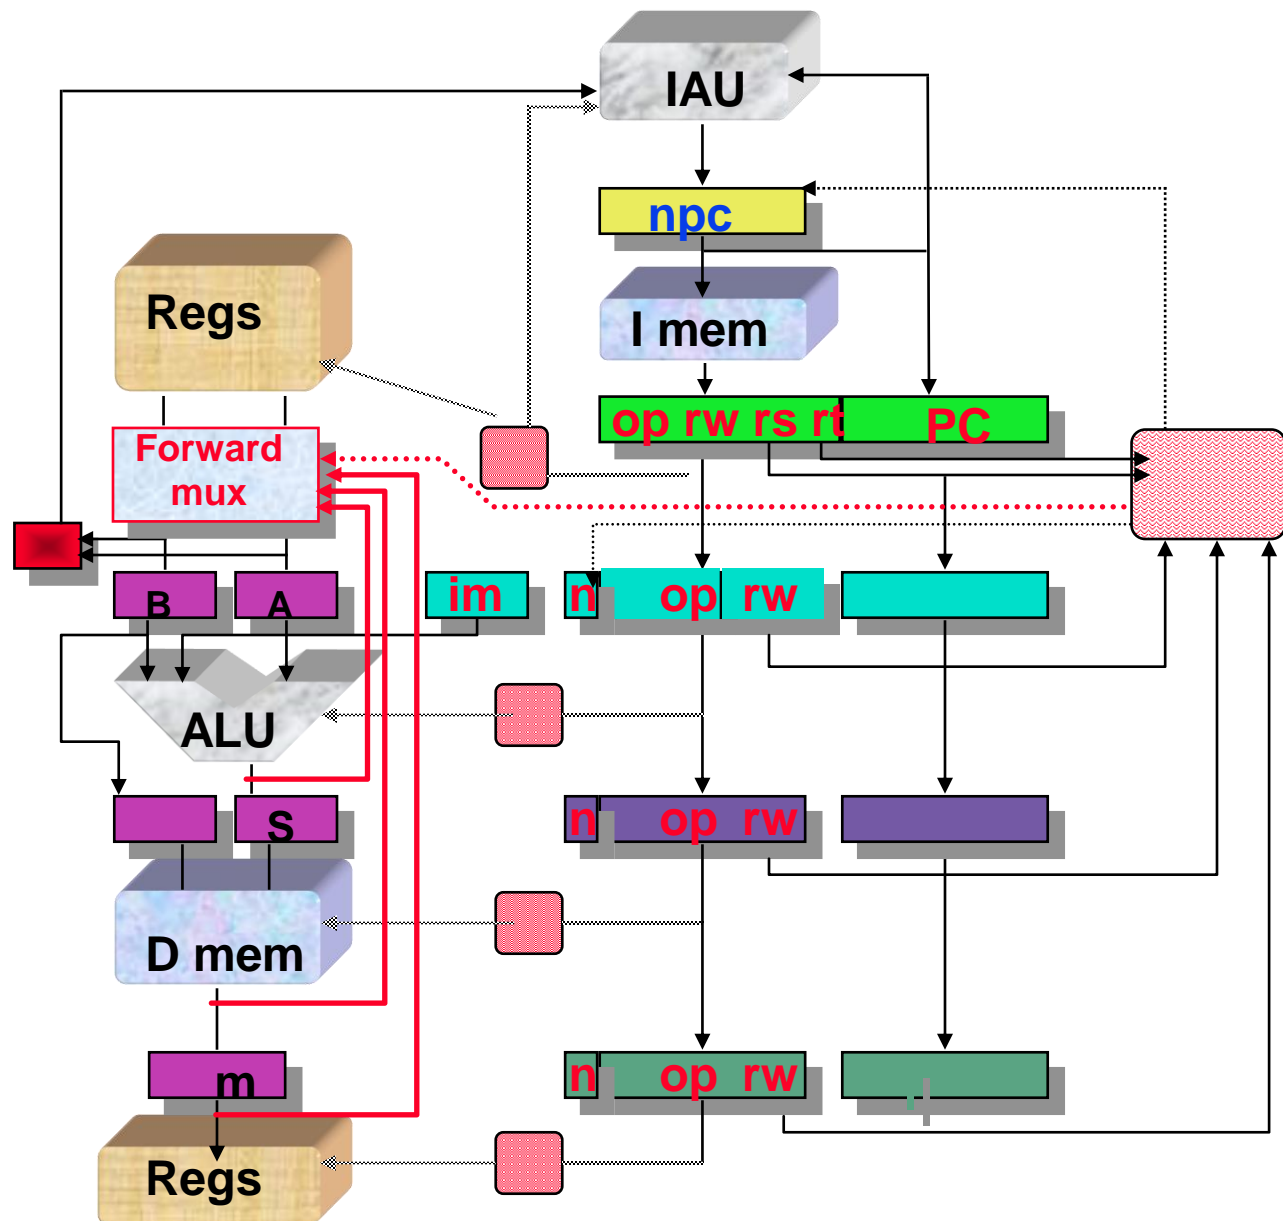 IAU
npc
Regs
I mem
op rw rs rt PC
Forward
mux
B A im n op rw
ALU
S n op rw
D mem
m n op rw
Regs